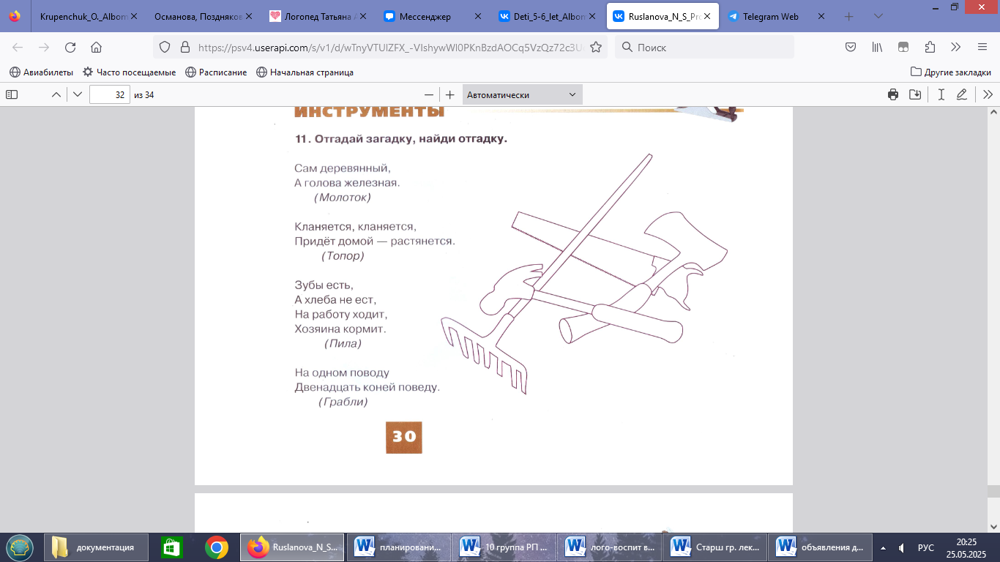 Krupenchuk_O._Albom
Османова, Поздняков
Логопед Татьяна А
Мессенджер
Deti_5-6_let_Albom
Ruslanova_N_S_Pro
Telegram Web
https://psv4.userapi.com/s/v1/d/
Поиск
Авиабилеты
Часто посещаемые
Расписание
Начальная страница
Другие закладки
32 из 34
Автоматически
ИНСТРУМЕНТЫ
11. Отгадай загадку, найди отгадку.
Сам деревянный,
А голова железная.
(Молоток)
Кланяется, кланяется,
Придёт домой — растянется.
(Топор)
Зубы есть,
А хлеба не ест,
На работу ходит,
Хозяина кормит.
(Пила)
На одном поводу
Двенадцать коней поведу.
(Грабли)
30
документация
Ruslanova_N_S...
планировани...
10 группа РП ...
лого-воспит в...
Старш гр. лек...
объявления д...
РУС
20:25
25.05.2025